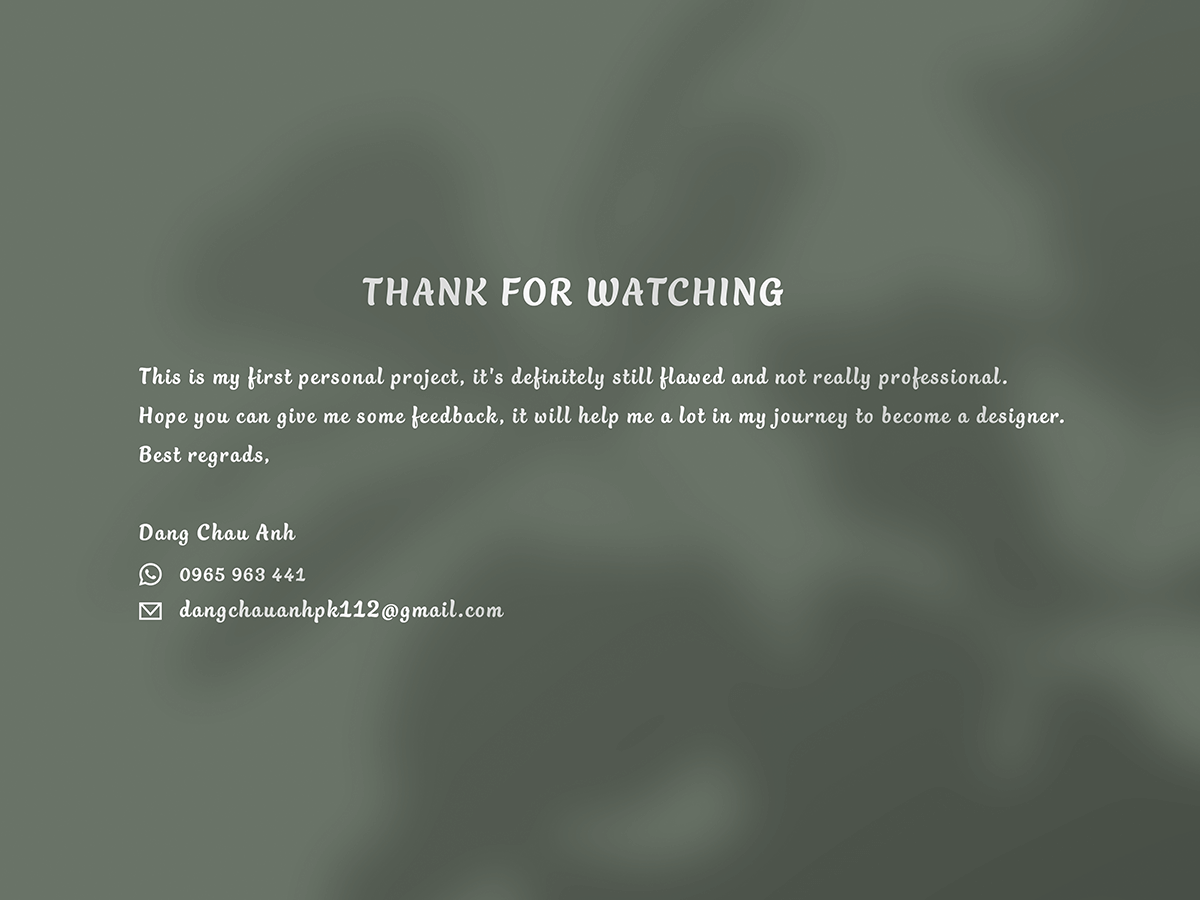 THANK FOR WATCHING
This is my first personal project, it's definitely still flawed and not really professional.
Hope you can give me some feedback, it will help me a lot in my journey to become a designer.
Best regrads,
Dang Chau Anh
0965 963 441
dangchauanhpk112@gmail.com